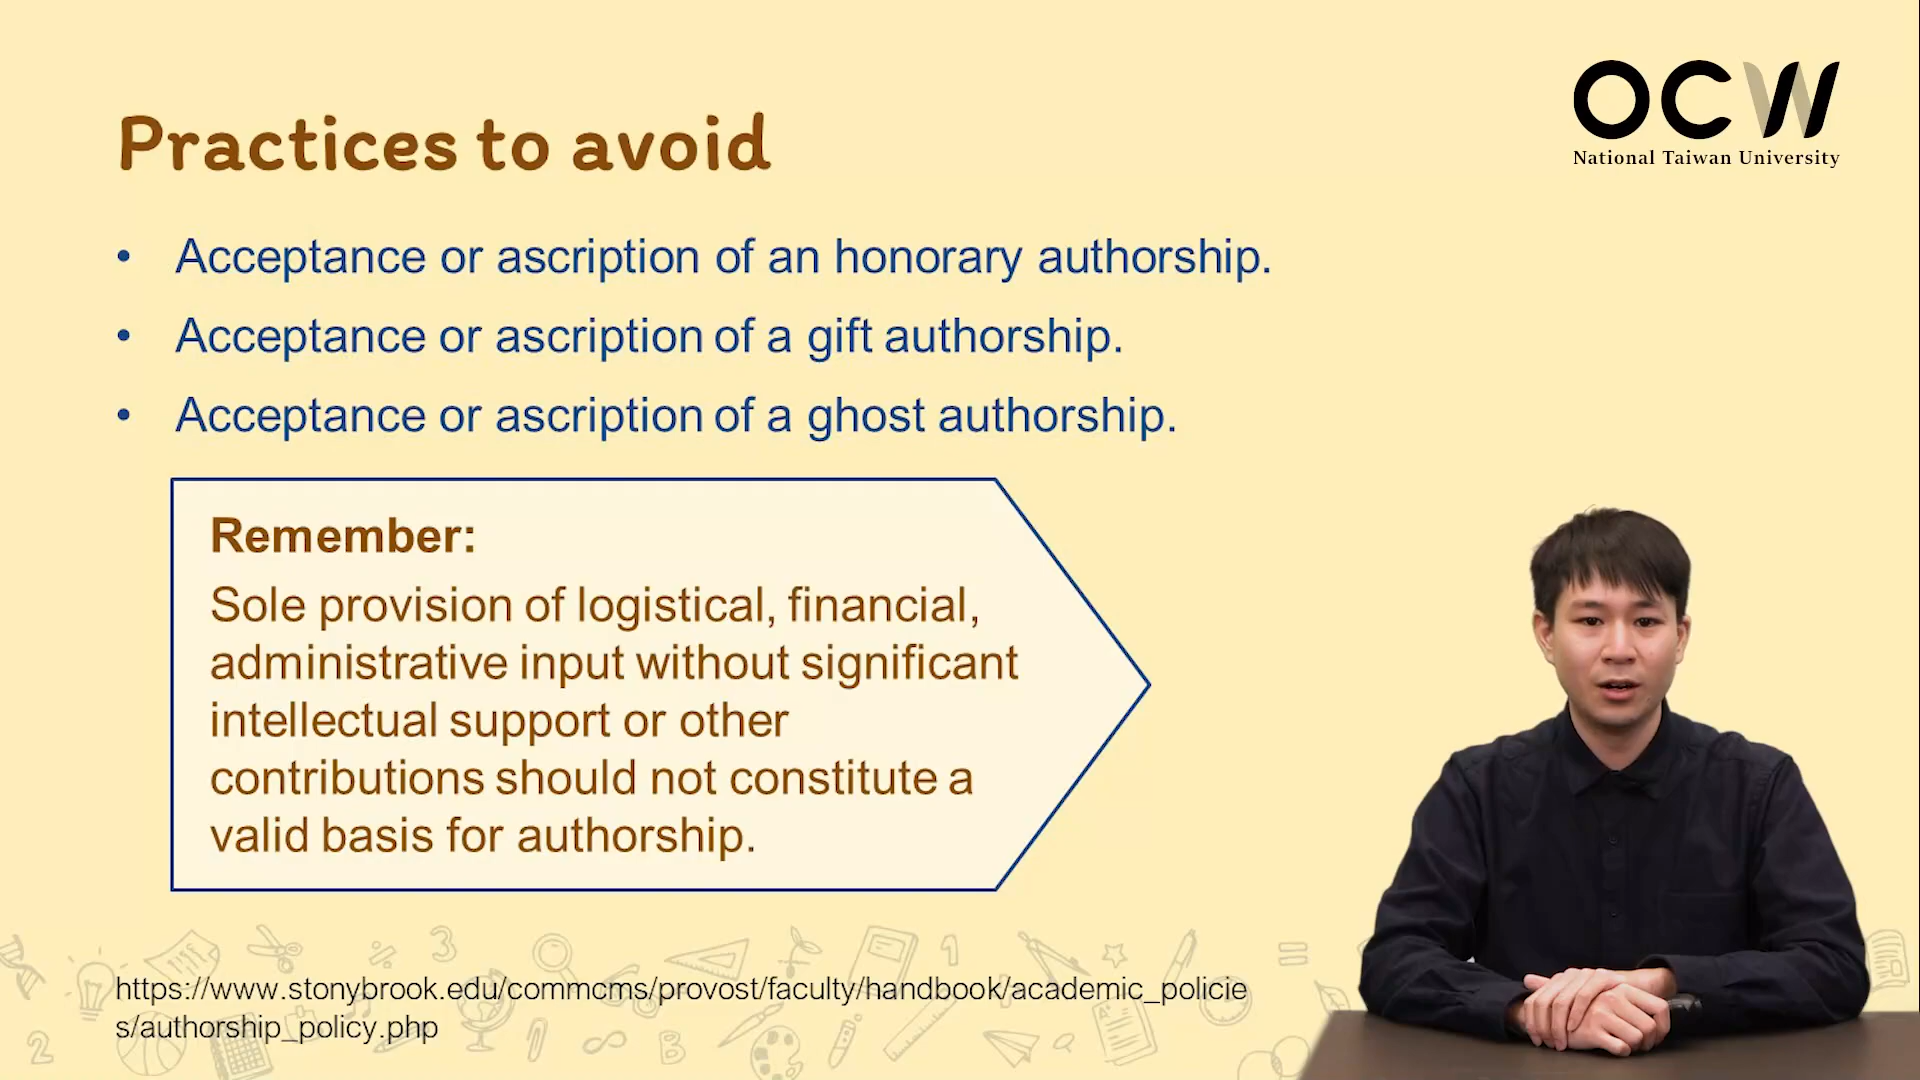 OCW
National Taiwan University
Practices to avoid
• Acceptance or ascription of an honorary authorship.
• Acceptance or ascription of a gift authorship.
• Acceptance or ascription of a ghost authorship.
Remember:
Sole provision of logistical, financial,
administrative input without significant
intellectual support or other
contributions should not constitute a
valid basis for authorship.
https://www.stonybrook.edu/commcms/provost/faculty/handbook/academic_policie
s/authorship_policy.php